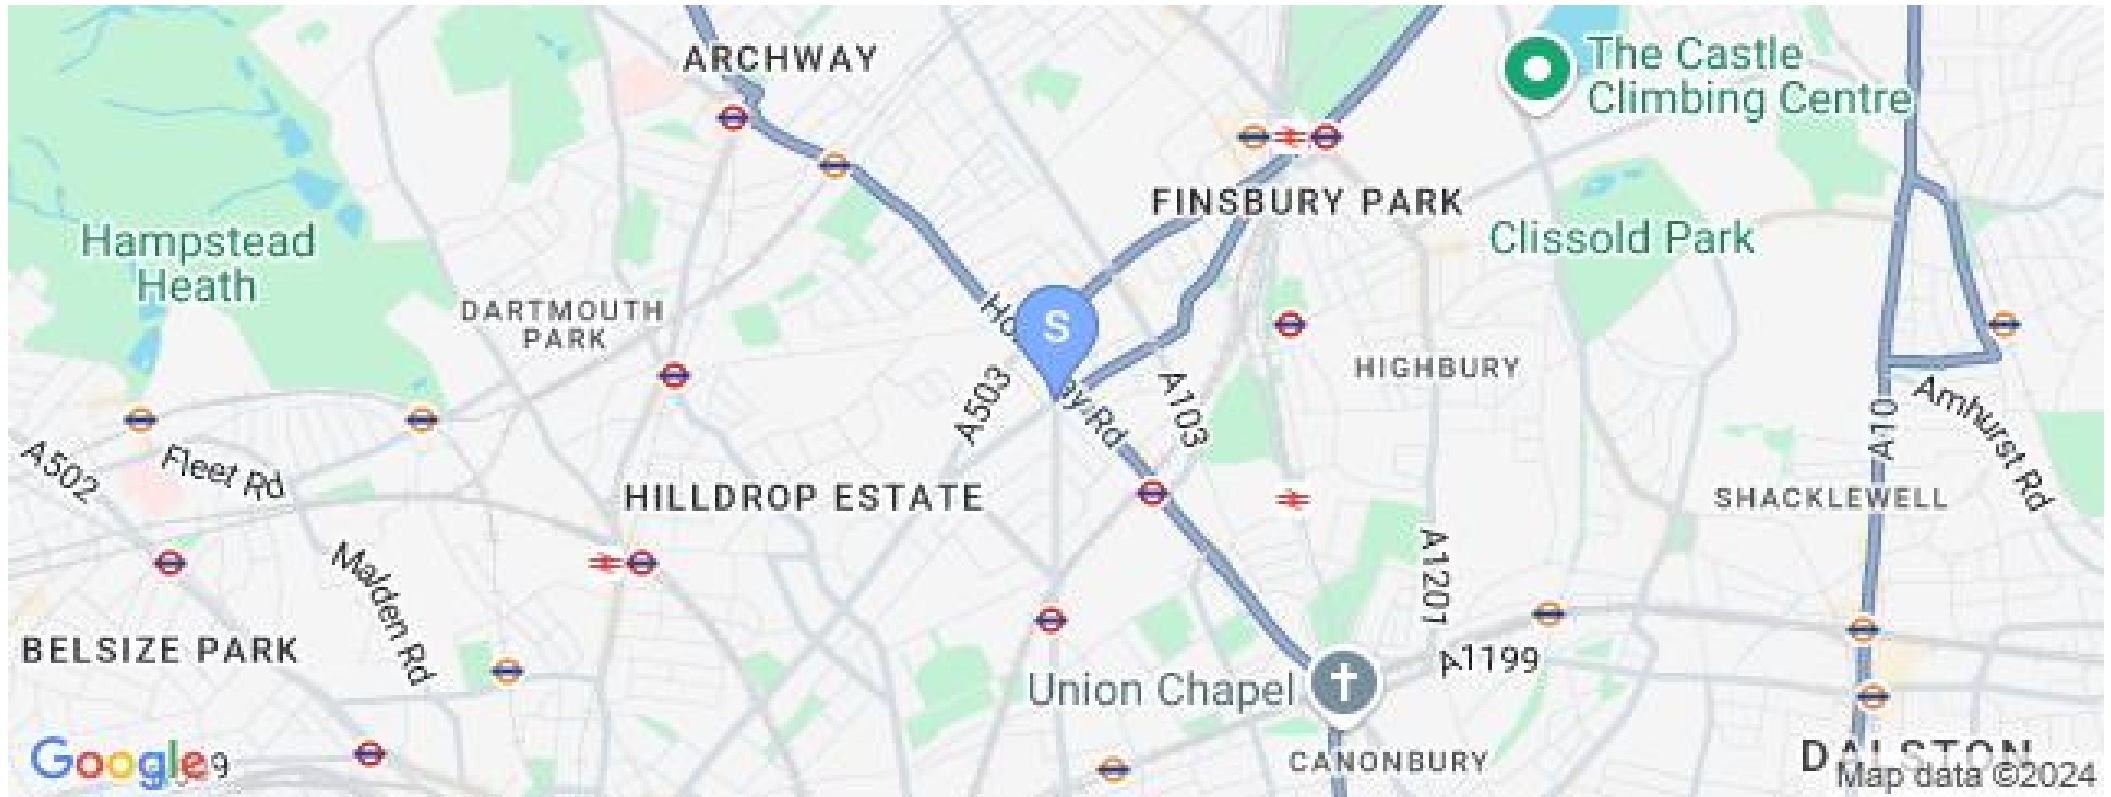 ARCHWAY
The Castle
Climbing Centre
FINSBURY PARK
Hampstead
Heath
Clissold Park
DARTMOUTH
PARK
S
A503
A103
HIGHBURY
A10
Amhurst Rd
A502
Fleet Rd
HILLDROP ESTATE
SHACKLEWELL
Malden Rd
A1201
BELSIZE PARK
A1199
Union Chapel
CANONBURY
DALSTON
Google
9
Map data ©2024